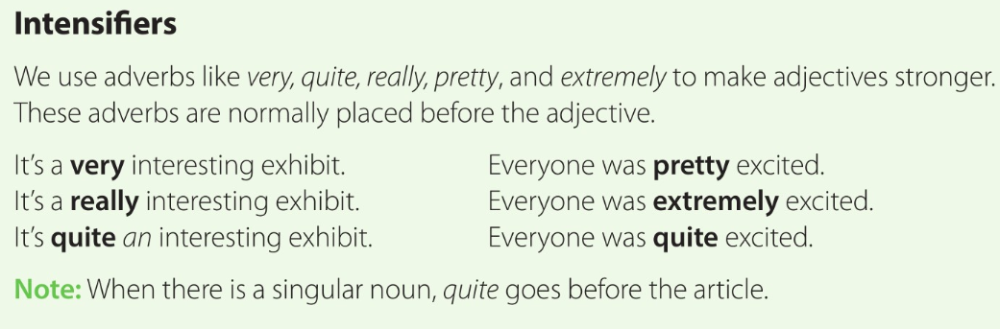 Intensifiers
We use adverbs like very, quite, really, pretty, and extremely to make adjectives stronger.
These adverbs are normally placed before the adjective.
It's a very interesting exhibit.
It's a really interesting exhibit.
It's quite an interesting exhibit.
Everyone was pretty excited.
Everyone was extremely excited.
Everyone was quite excited.
Note: When there is a singular noun, quite goes before the article.